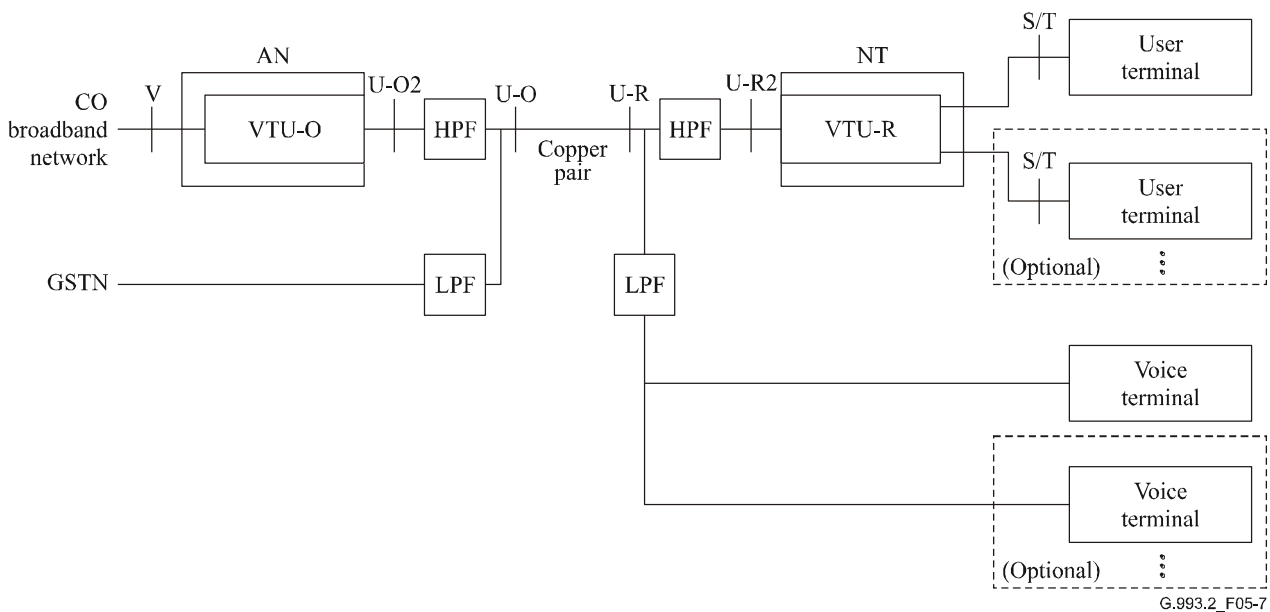 S/T
User
terminal
AN
NT
V
U-O2
U-O
U-R
U-R2
CO
broadband
network
VTU-O
HPF
Copper
pair
HPF
VTU-R
S/T
User
terminal
(Optional)
GSTN
LPF
LPF
Voice
terminal
Voice
terminal
(Optional)
G.993.2_F05-7